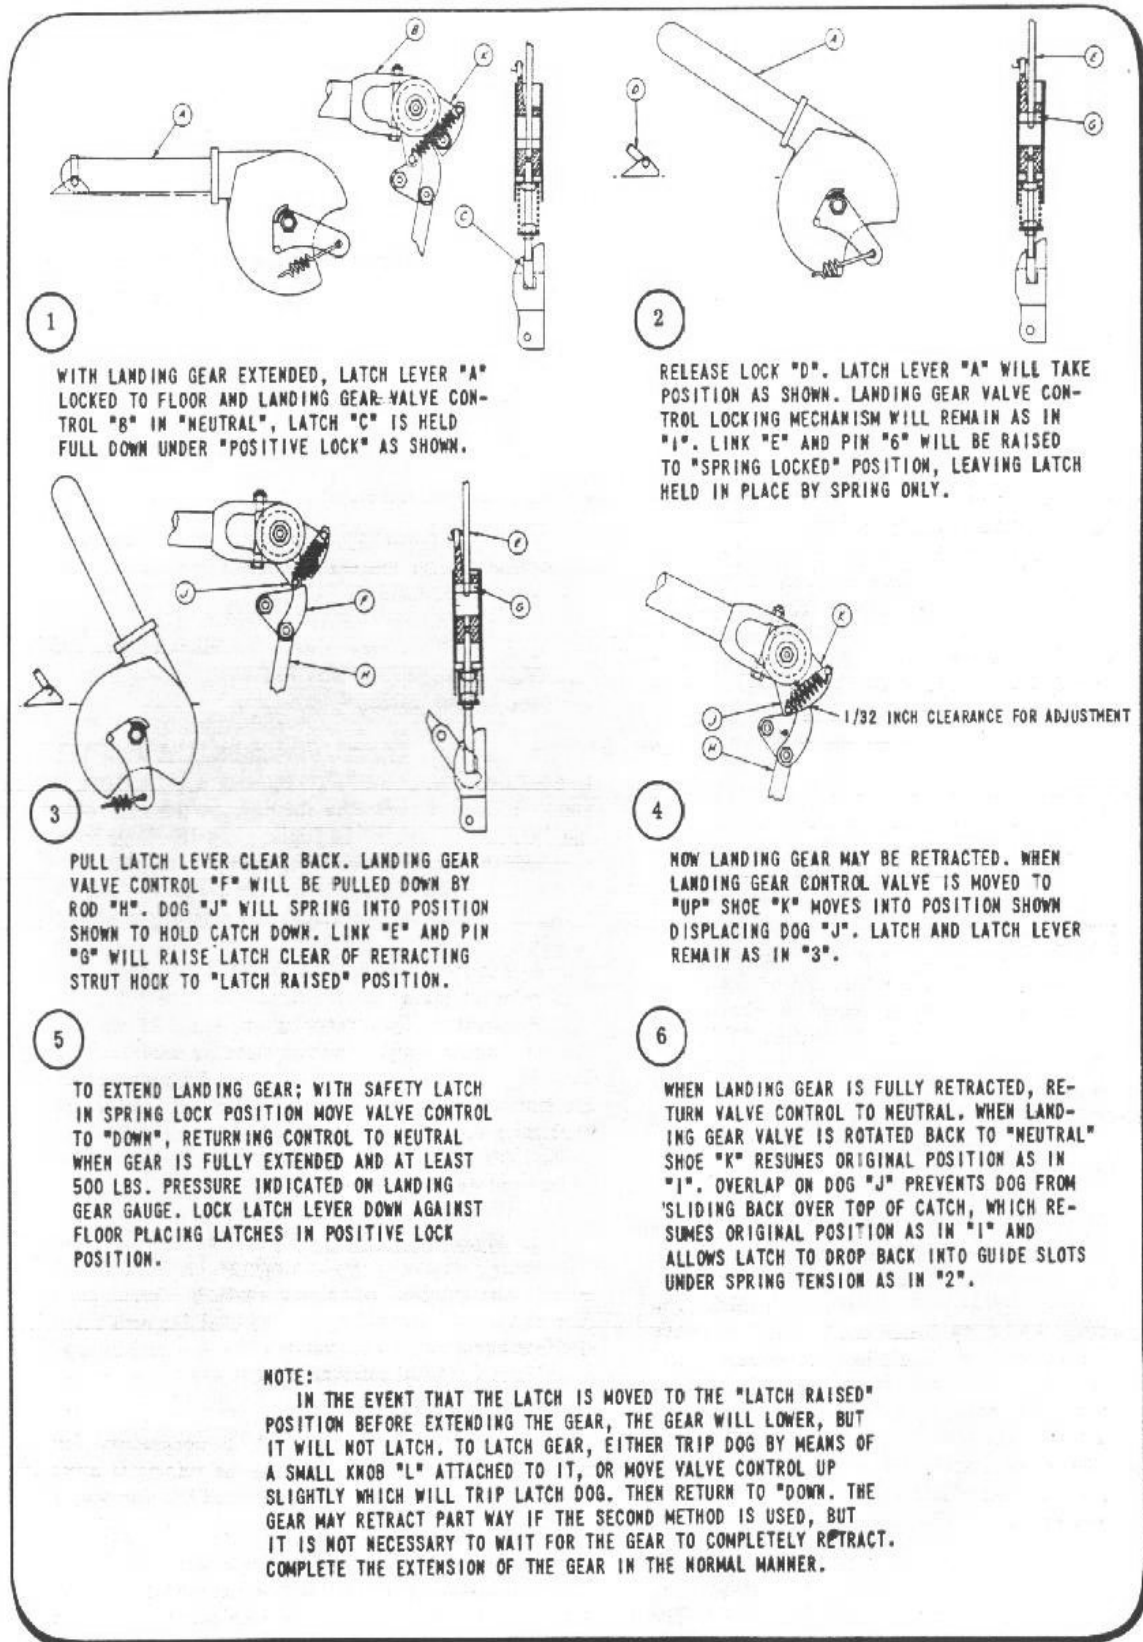 B
K
A
C
1
WITH LANDING GEAR EXTENDED, LATCH LEVER "A"
LOCKED TO FLOOR AND LANDING GEAR VALVE CON-
TROL "B" IN "NEUTRAL", LATCH "C" IS HELD
FULL DOWN UNDER "POSITIVE LOCK" AS SHOWN.
A
E
D
G
2
RELEASE LOCK "D". LATCH LEVER "A" WILL TAKE
POSITION AS SHOWN. LANDING GEAR VALVE CON-
TROL LOCKING MECHANISM WILL REMAIN AS IN
"1". LINK "E" AND PIN "6" WILL BE RAISED
TO "SPRING LOCKED" POSITION, LEAVING LATCH
HELD IN PLACE BY SPRING ONLY.
E
J
F
G
H
3
PULL LATCH LEVER CLEAR BACK. LANDING GEAR
VALVE CONTROL "F" WILL BE PULLED DOWN BY
ROD "H". DOG "J" WILL SPRING INTO POSITION
SHOWN TO HOLD CATCH DOWN. LINK "E" AND PIN
"G" WILL RAISE LATCH CLEAR OF RETRACTING
STRUT HOOK TO "LATCH RAISED" POSITION.
K
J
1/32 INCH CLEARANCE FOR ADJUSTMENT
H
4
NOW LANDING GEAR MAY BE RETRACTED. WHEN
LANDING GEAR CONTROL VALVE IS MOVED TO
"UP" SHOE "K" MOVES INTO POSITION SHOWN
DISPLACING DOG "J". LATCH AND LATCH LEVER
REMAIN AS IN "3".
5
TO EXTEND LANDING GEAR; WITH SAFETY LATCH
IN SPRING LOCK POSITION MOVE VALVE CONTROL
TO "DOWN", RETURNING CONTROL TO NEUTRAL
WHEN GEAR IS FULLY EXTENDED AND AT LEAST
500 LBS. PRESSURE INDICATED ON LANDING
GEAR GAUGE. LOCK LATCH LEVER DOWN AGAINST
FLOOR PLACING LATCHES IN POSITIVE LOCK
POSITION.
6
WHEN LANDING GEAR IS FULLY RETRACTED, RE-
TURN VALVE CONTROL TO NEUTRAL. WHEN LAND-
ING GEAR VALVE IS ROTATED BACK TO "NEUTRAL"
SHOE "K" RESUMES ORIGINAL POSITION AS IN
"1". OVERLAP ON DOG "J" PREVENTS DOG FROM
SLIDING BACK OVER TOP OF CATCH, WHICH RE-
SUMES ORIGINAL POSITION AS IN "1" AND
ALLOWS LATCH TO DROP BACK INTO GUIDE SLOTS
UNDER SPRING TENSION AS IN "2".
NOTE:
IN THE EVENT THAT THE LATCH IS MOVED TO THE "LATCH RAISED"
POSITION BEFORE EXTENDING THE GEAR, THE GEAR WILL LOWER, BUT
IT WILL NOT LATCH. TO LATCH GEAR, EITHER TRIP DOG BY MEANS OF
A SMALL KNOB "L" ATTACHED TO IT, OR MOVE VALVE CONTROL UP
SLIGHTLY WHICH WILL TRIP LATCH DOG. THEN RETURN TO "DOWN. THE
GEAR MAY RETRACT PART WAY IF THE SECOND METHOD IS USED, BUT
IT IS NOT NECESSARY TO WAIT FOR THE GEAR TO COMPLETELY RETRACT.
COMPLETE THE EXTENSION OF THE GEAR IN THE NORMAL MANNER.